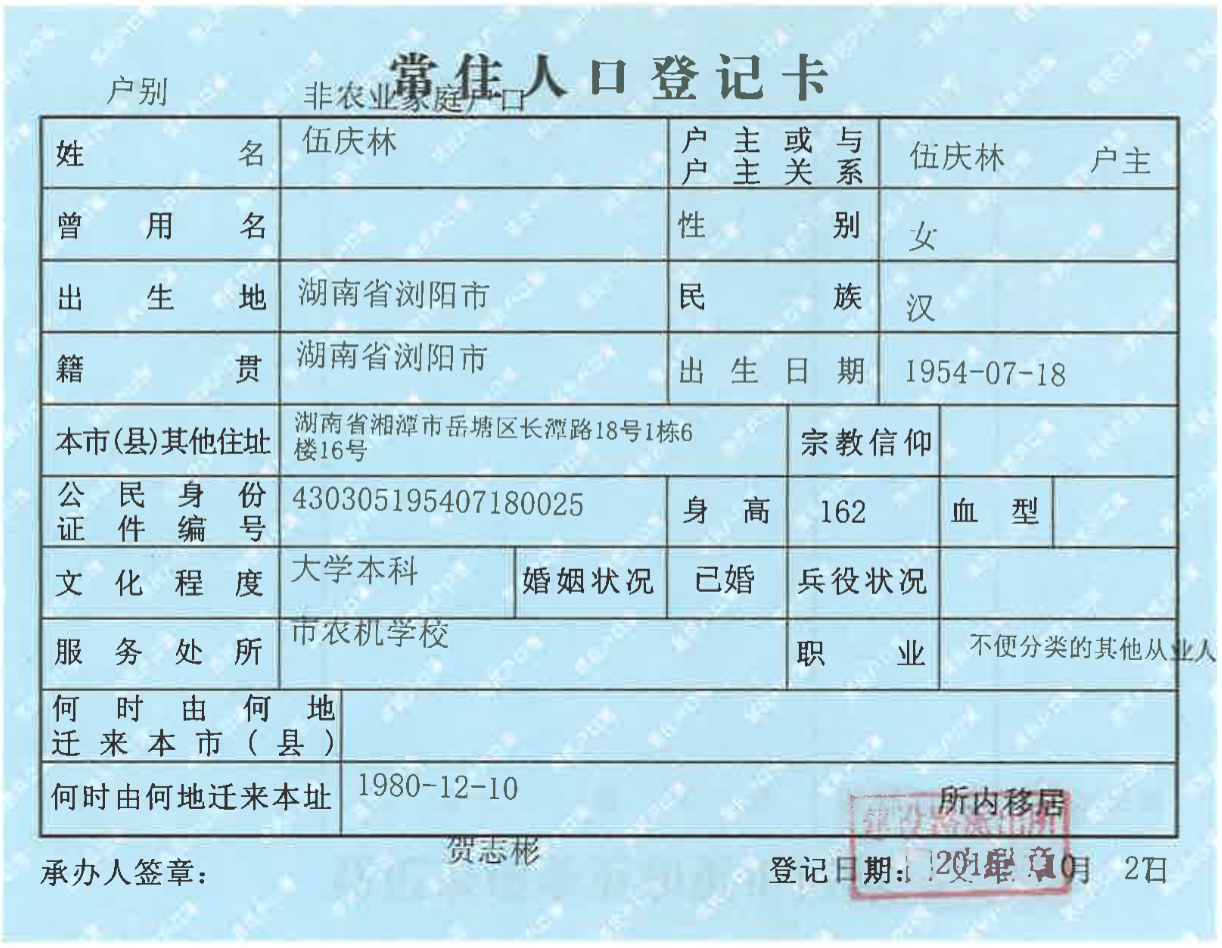 常住人口登记卡
户别 非农业家庭户口
姓名 伍庆林 户主或与户主关系 伍庆林 户主
曾用名 性别 女
出生地 湖南省浏阳市 民族 汉
籍贯 湖南省浏阳市 出生日期 1954-07-18
本市(县)其他住址 湖南省湘潭市岳塘区长潭路18号1栋6
楼16号 宗教信仰
公民身份
证件编号 430305195407180025 身高 162 血型
文化程度 大学本科 婚姻状况 已婚 兵役状况
服务处所 市农机学校 职业 不便分类的其他从业人
何时由何地
迁来本市(县)
何时由何地迁来本址 1980-12-10
所内移居
贺志彬
承办人签章: 登记日期: 10月 27日